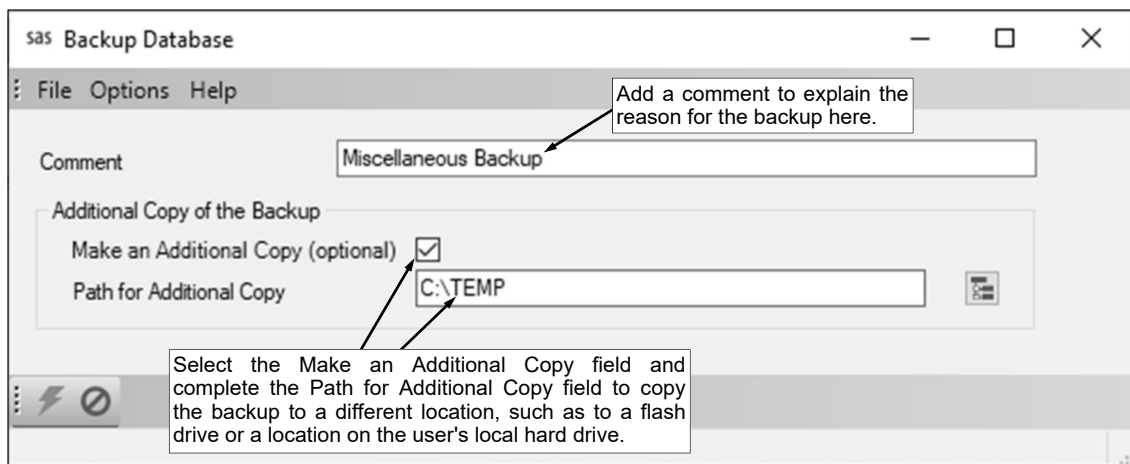 sas Backup Database
File Options Help
Add a comment to explain the
reason for the backup here.
Comment
Miscellaneous Backup
Additional Copy of the Backup
Make an Additional Copy (optional)
Path for Additional Copy
C:\TEMP
Select the Make an Additional Copy field and
complete the Path for Additional Copy field to copy
the backup to a different location, such as to a flash
drive or a location on the user's local hard drive.